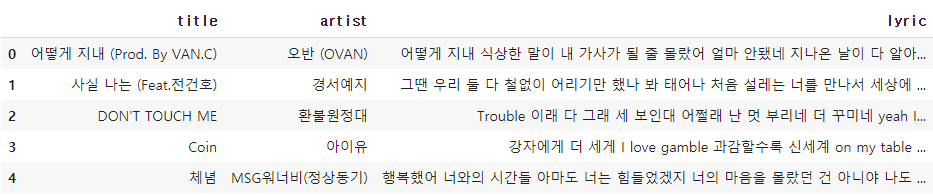 title artist lyric
0 어떻게 지내 (Prod. By VAN.C) 오반 (OVAN) 어떻게 지내 식상한 말이 내 가사가 될 줄 몰랐어 얼마 안됐네 지나온 날이 다 알아...
1 사실 나는 (Feat.전건호) 경서예지 그땐 우리 둘 다 철없이 어리기만 했나 봐 태어나 처음 설레는 너를 만나서 세상에 ...
2 DON'T TOUCH ME 환불원정대 Trouble 이래 다 그래 세 보인대 어쩔래 난 멋 부리네 더 꾸미네 yeah I...
3 Coin 아이유 강자에게 더 세게 I love gamble 과감할수록 신세계 on my table ...
4 체념 MSG워너비(정상동기) 행복했어 너와의 시간들 아마도 너는 힘들었겠지 너의 마음을 몰랐던 건 아니야 나도 ...